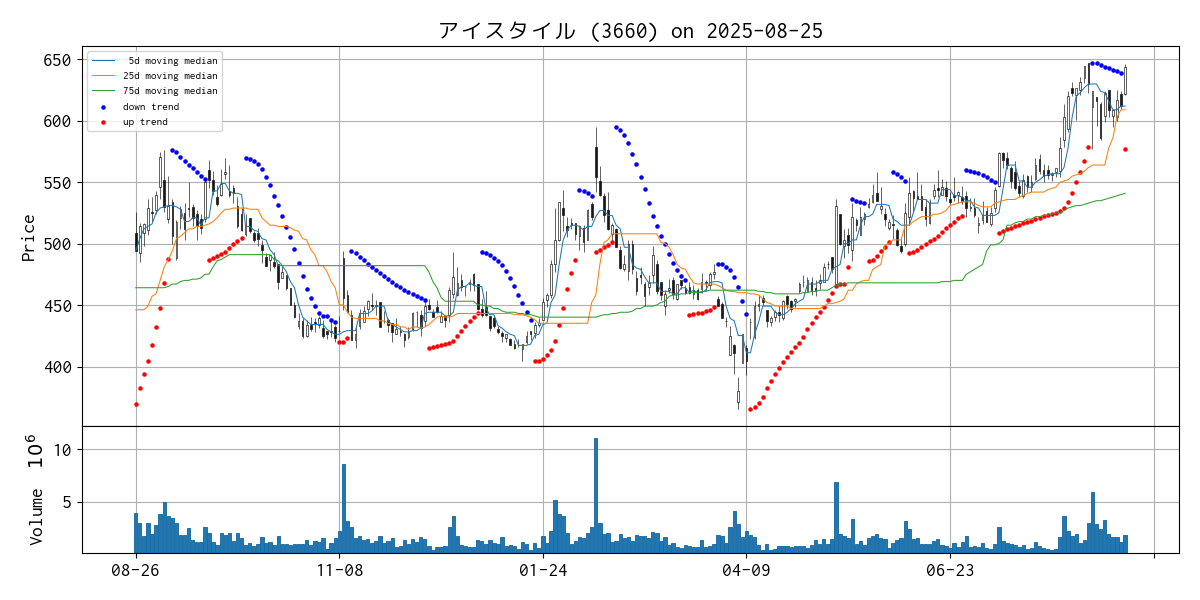 アイスタイル (3660) on 2025-08-25
650
600
550
500
450
400
Price
5d moving median
25d moving median
75d moving median
down trend
up trend
10
5
Volume 10^6
08-26
11-08
01-24
04-09
06-23